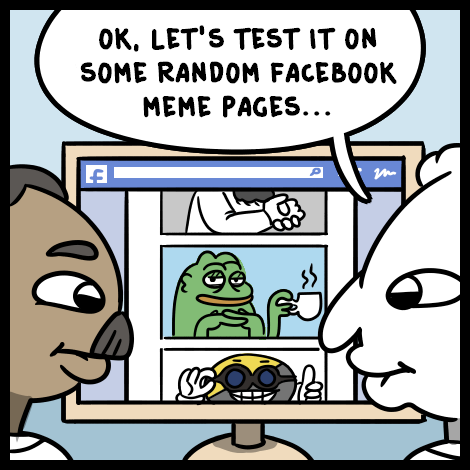 OK, LET'S TEST IT ON
SOME RANDOM FACEBOOK
MEME PAGES...
f